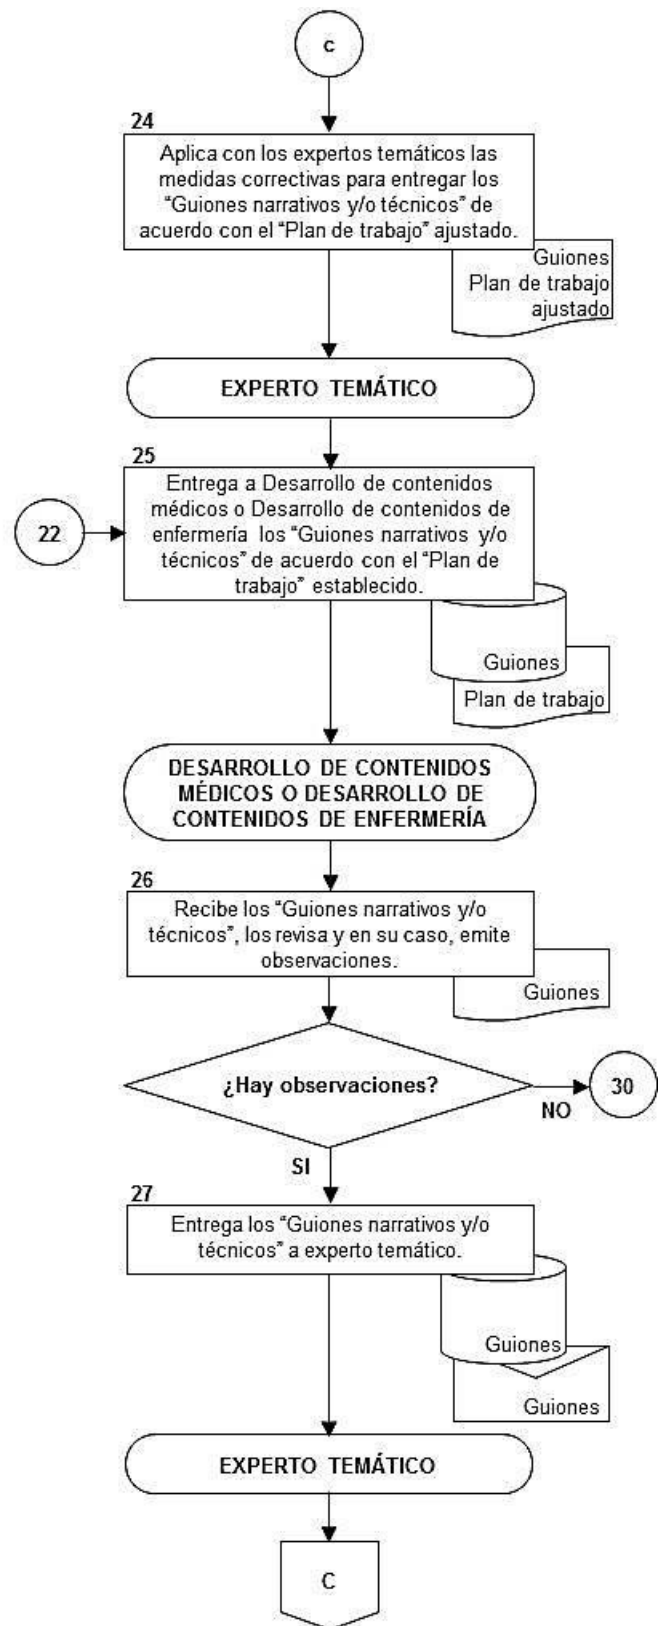 c
24
Aplica con los expertos temáticos las
medidas correctivas para entregar los
“Guiones narrativos y/o técnicos” de
acuerdo con el “Plan de trabajo” ajustado.
Guiones
Plan de trabajo
ajustado
EXPERTO TEMÁTICO
25
Entrega a Desarrollo de contenidos
médicos o Desarrollo de contenidos de
enfermería los “Guiones narrativos y/o
técnicos” de acuerdo con el “Plan de
trabajo” establecido.
22
Guiones
Plan de trabajo
DESARROLLO DE CONTENIDOS
MÉDICOS O DESARROLLO DE
CONTENIDOS DE ENFERMERÍA
26
Recibe los “Guiones narrativos y/o
técnicos”, los revisa y en su caso, emite
observaciones.
Guiones
¿Hay observaciones?
30
NO
SI
27
Entrega los “Guiones narrativos y/o
técnicos” a experto temático.
Guiones
Guiones
EXPERTO TEMÁTICO
C